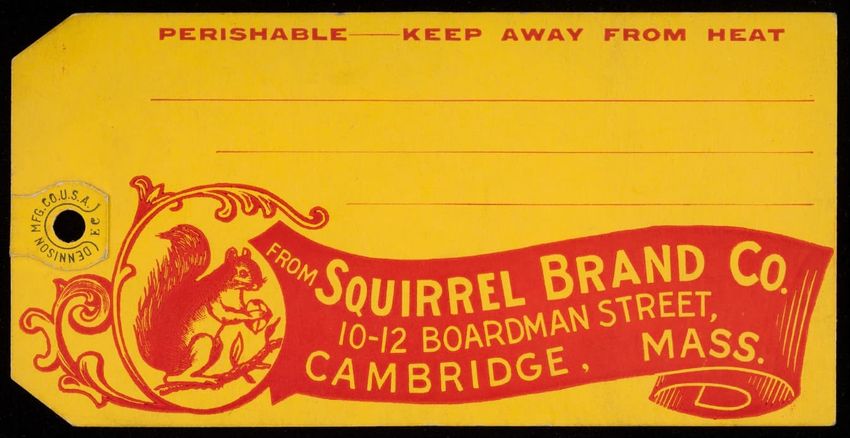 PERISHABLE—KEEP AWAY FROM HEAT
DENNISON MFG. CO. U.S.A.
( E C )
FROM SQUIRREL BRAND CO.
10-12 BOARDMAN STREET,
CAMBRIDGE, MASS.